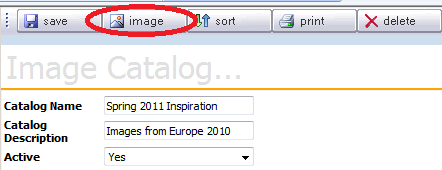 save image sort print delete
Image Catalog...
Catalog Name Spring 2011 Inspiration
Catalog Description Images from Europe 2010
Active Yes